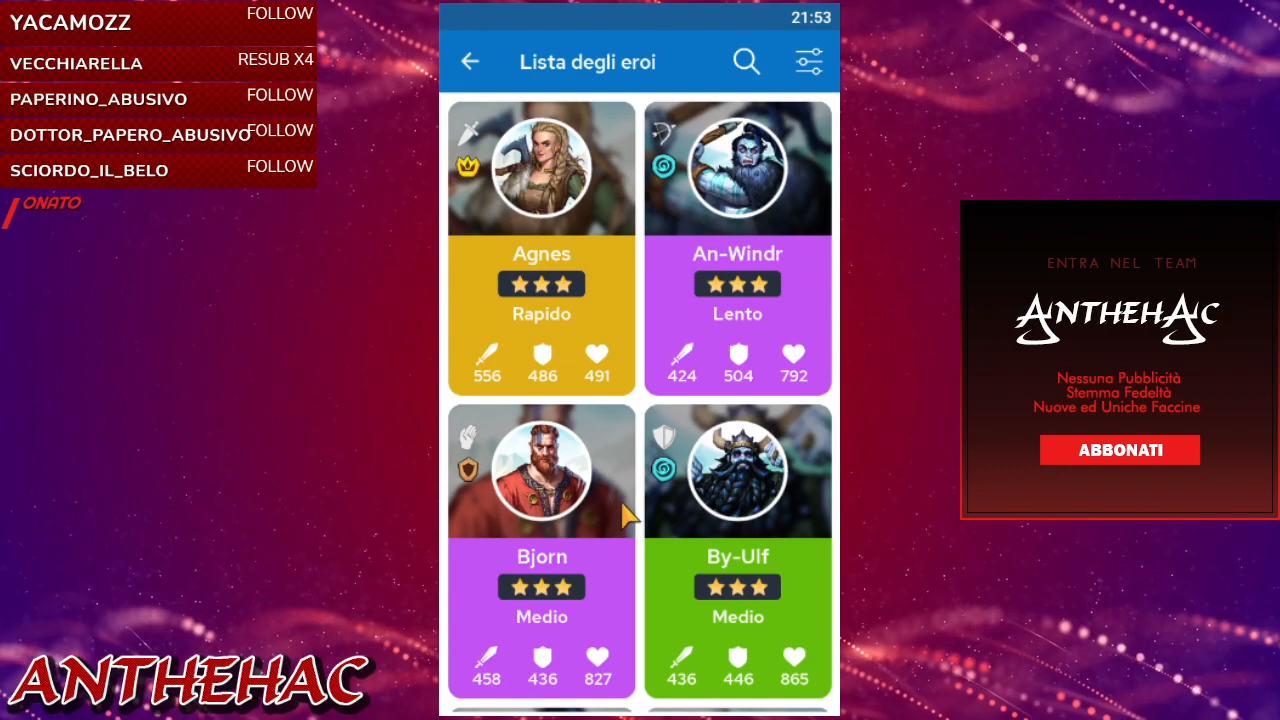 YACAMOZZ FOLLOW
VECCHIARELLA RESUB X4
PAPERINO_ABUSIVO FOLLOW
DOTTOR_PAPERO_ABUSIVO FOLLOW
SCIORDO_IL_BELO FOLLOW
ONATO
21:53
Lista degli eroi
Agnes
Rapido
556 486 491
An-Windr
Lento
424 504 792
Bjorn
Medio
458 436 827
By-Ulf
Medio
436 446 865
ENTRA NEL TEAM
ANTHEHAC
Nessuna Pubblicità
Stemma Fedeltà
Nuove ed Uniche Faccine
ABBONATI
ANTHEHAC